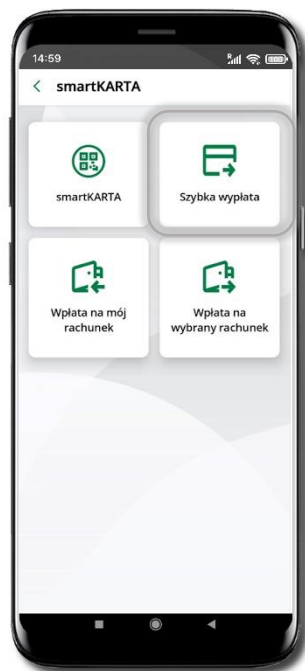 14:59
smartKARTA
smartKARTA
Szybka wypłata
Wpłata na mój
rachunek
Wpłata na
wybrany rachunek